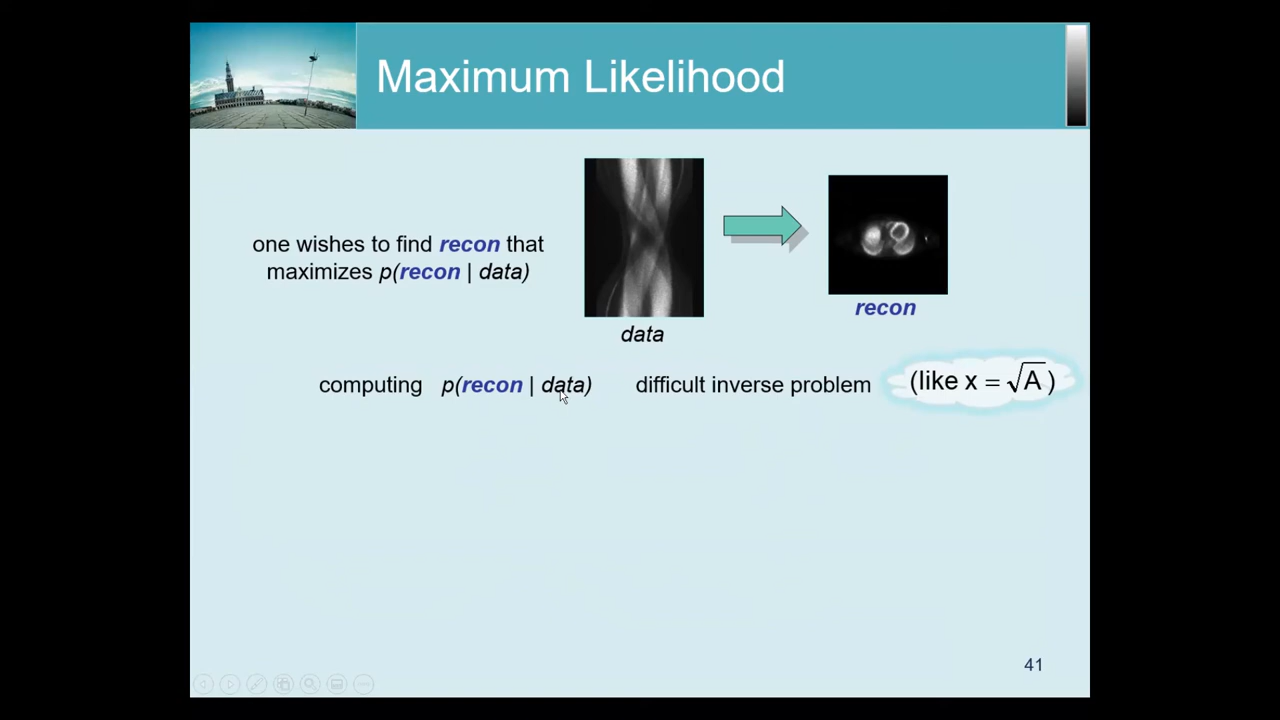 Maximum Likelihood
one wishes to find recon that
maximizes p(recon | data)
data
recon
computing p(recon | data) difficult inverse problem (like x = √A )
41